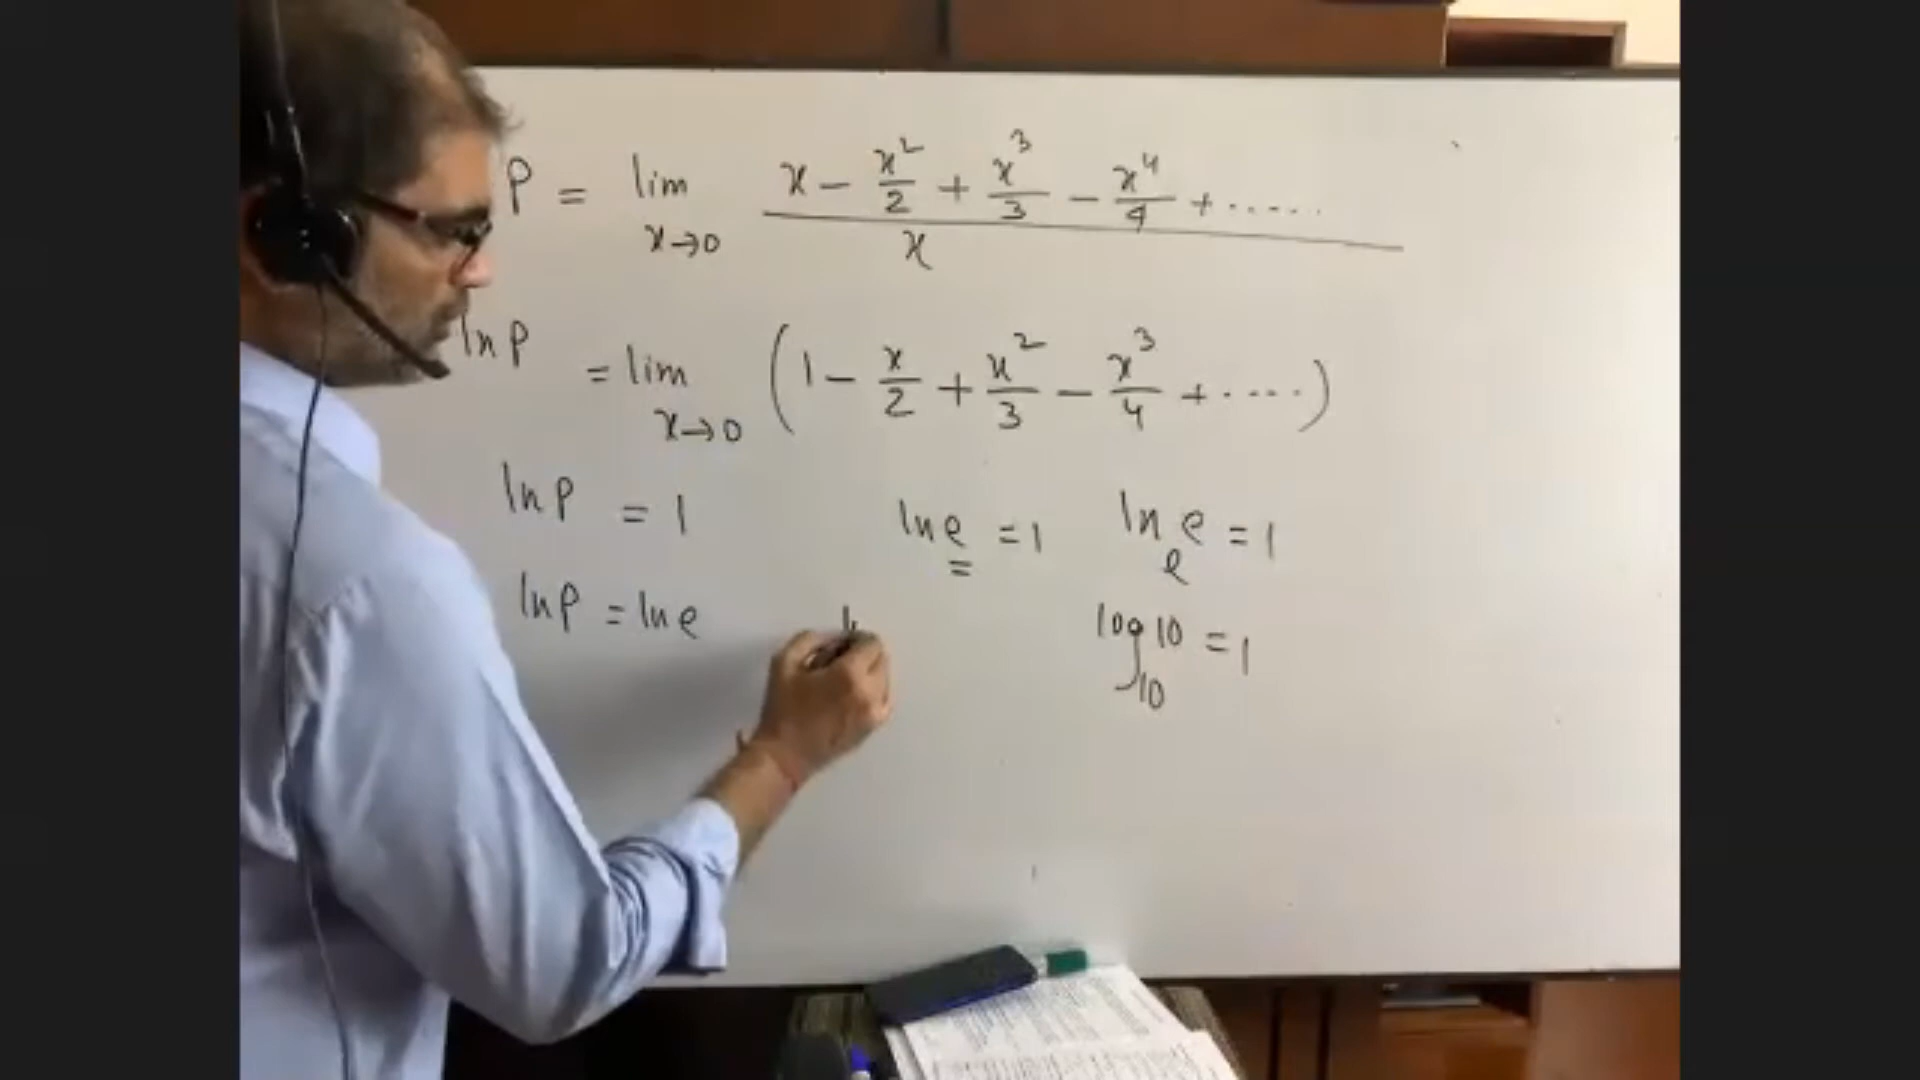 P = lim x→0 (x - x²/2 + x³/3 - x⁴/4 + ......)/x
ln P = lim x→0 (1 - x/2 + x²/3 - x³/4 + ....)
ln P = 1
ln e = 1
ln_e e = 1
ln P = ln e
log_10 10 = 1